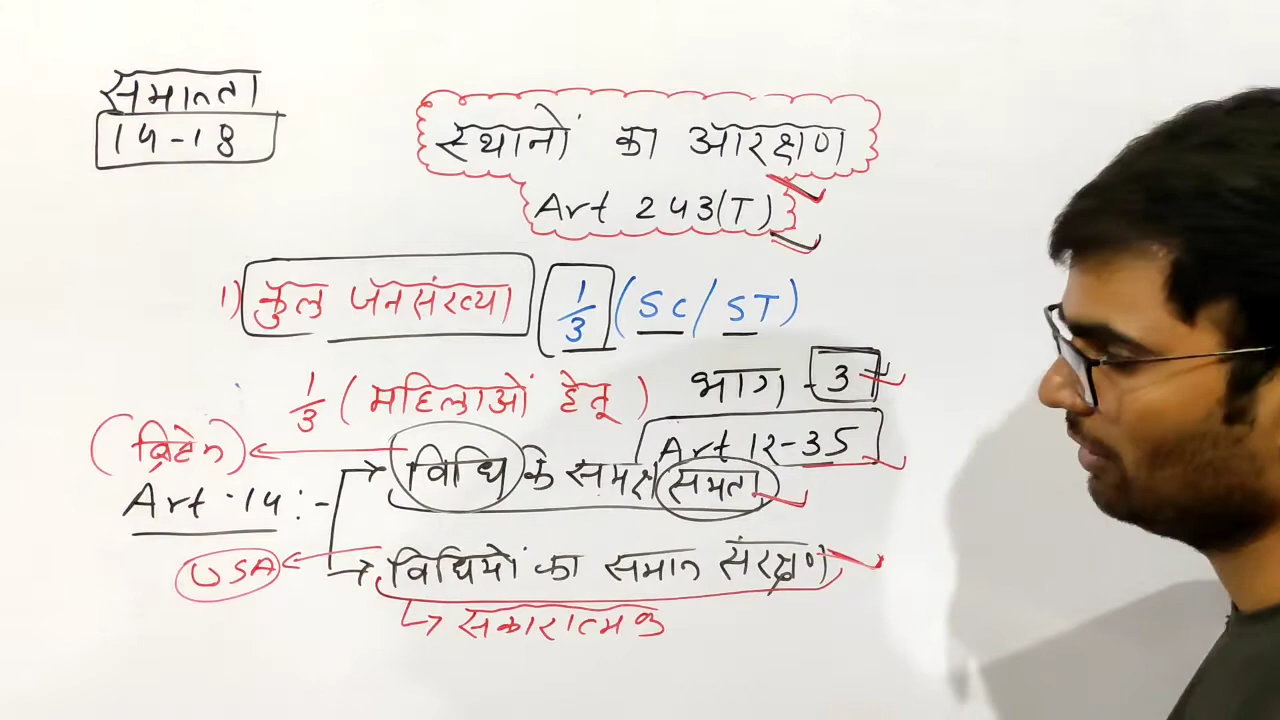 समानता
14-18
स्थानों का आरक्षण
Art 243(T)
1) कुल जनसंख्या 1/3 (SC/ST)
1/3 (महिलाओं हेतू) भाग -3
Art 12-35
(ब्रिटेन)
Art 14:- विधि के समक्ष समता
USA विधियों का समान संरक्षण
सकारात्मक